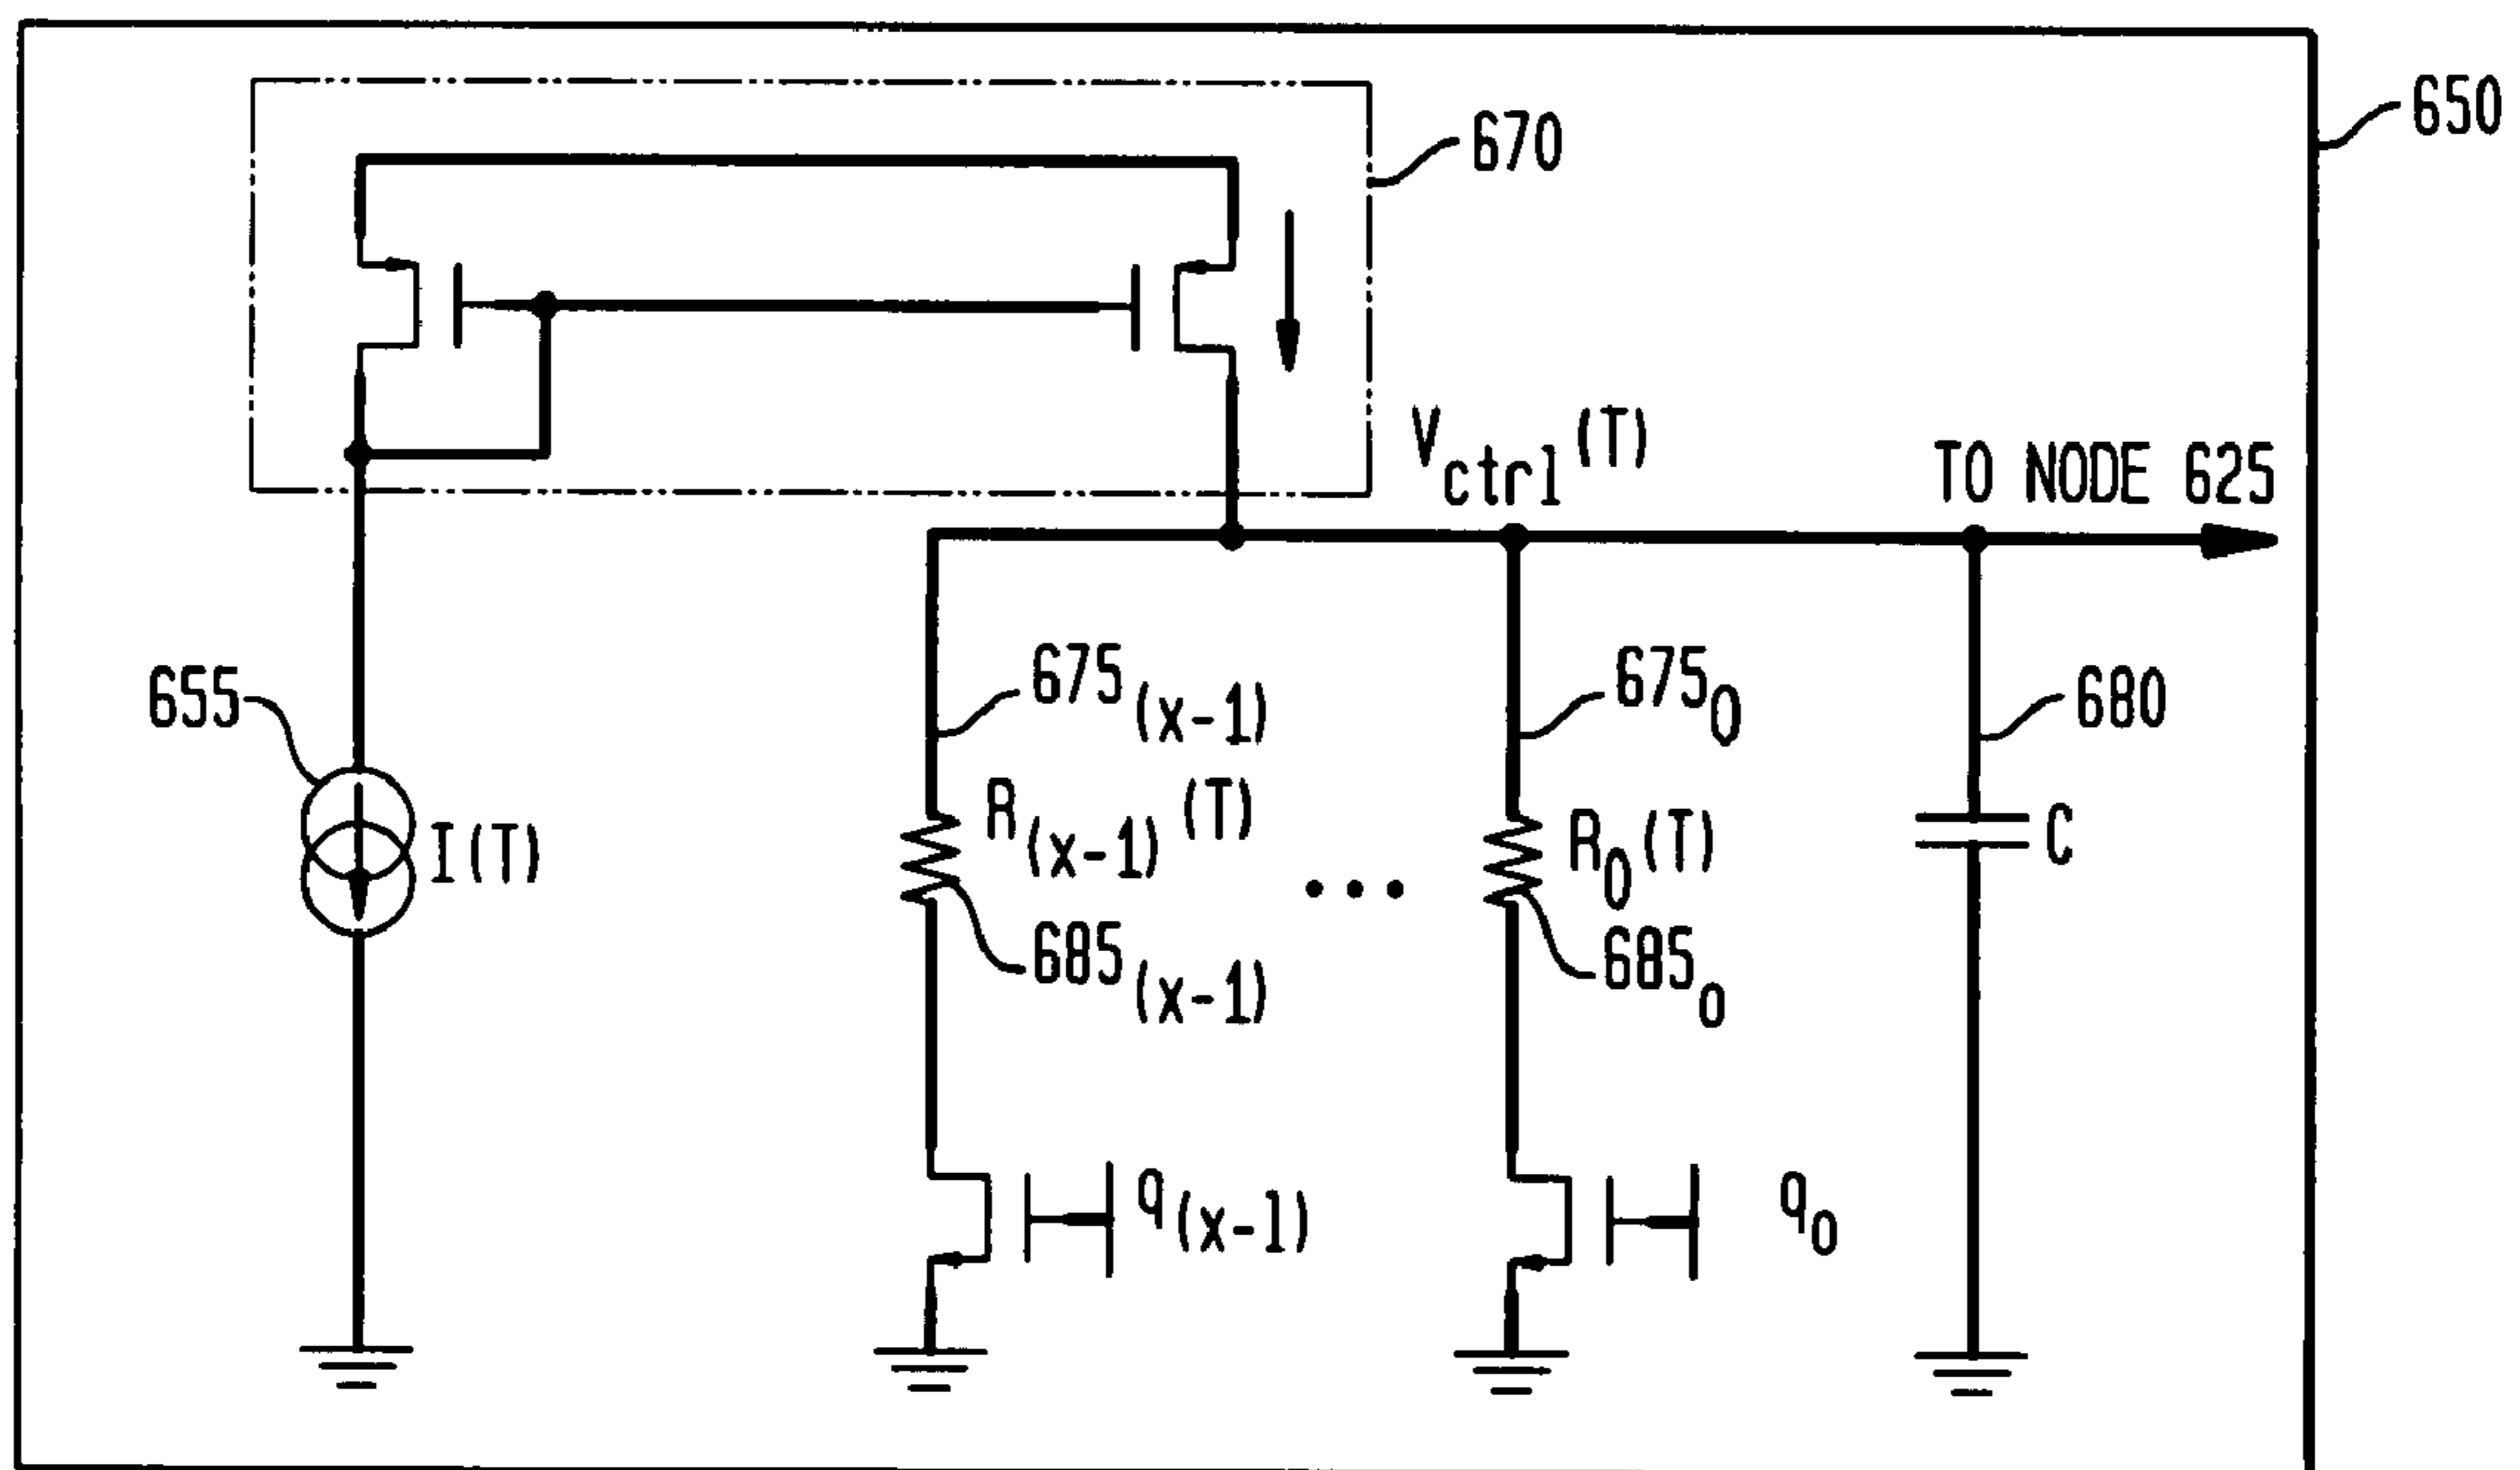 650
670
V_ctrl(T)
TO NODE 625
655
675_(x-1)
675_0
680
R_(x-1)(T)
R_0(T)
C
I(T)
685_(x-1)
685_0
q_(x-1)
q_0